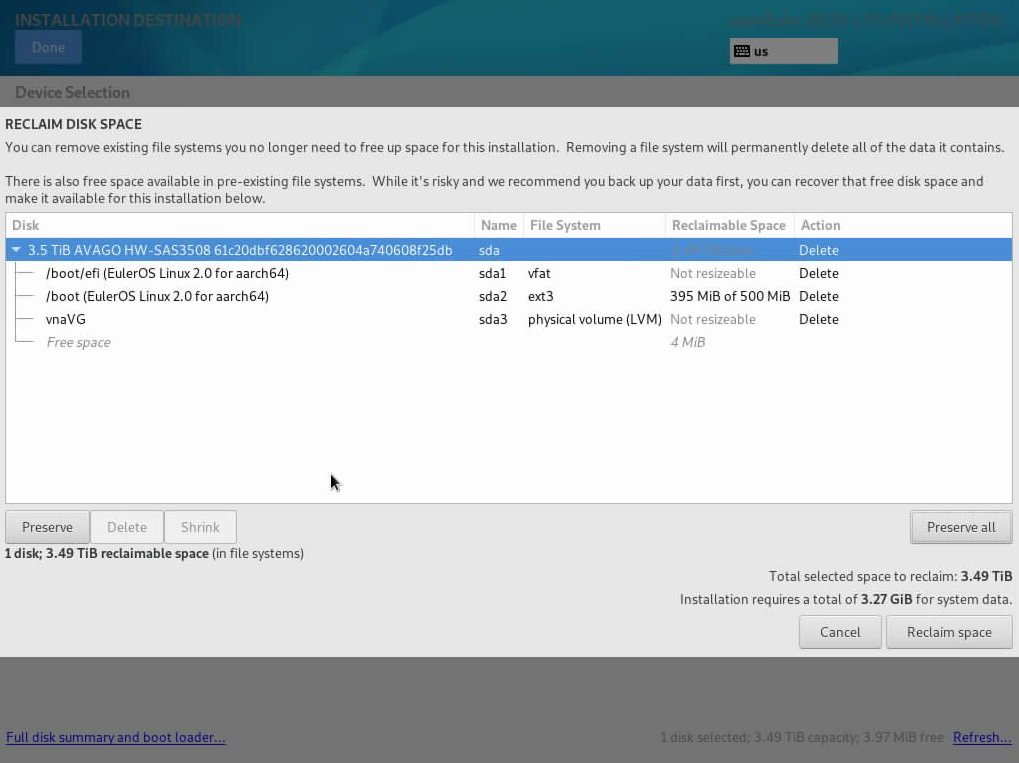 INSTALLATION DESTINATION
Done
us
Device Selection
RECLAIM DISK SPACE
You can remove existing file systems you no longer need to free up space for this installation.  Removing a file system will permanently delete all of the data it contains.
There is also free space available in pre-existing file systems.  While it's risky and we recommend you back up your data first, you can recover that free disk space and
make it available for this installation below.
Disk Name File System Reclaimable Space Action
3.5 TiB AVAGO HW-SAS3508 61c20dbf628620002604a740608f25db sda Delete
/boot/efi (EulerOS Linux 2.0 for aarch64) sda1 vfat Not resizeable Delete
/boot (EulerOS Linux 2.0 for aarch64) sda2 ext3 395 MiB of 500 MiB Delete
vnaVG sda3 physical volume (LVM) Not resizeable Delete
Free space 4 MiB
Preserve Delete Shrink Preserve all
1 disk; 3.49 TiB reclaimable space (in file systems)
Total selected space to reclaim: 3.49 TiB
Installation requires a total of 3.27 GiB for system data.
Cancel Reclaim space
Full disk summary and boot loader... 1 disk selected; 3.49 TiB capacity; 3.97 MiB free Refresh...